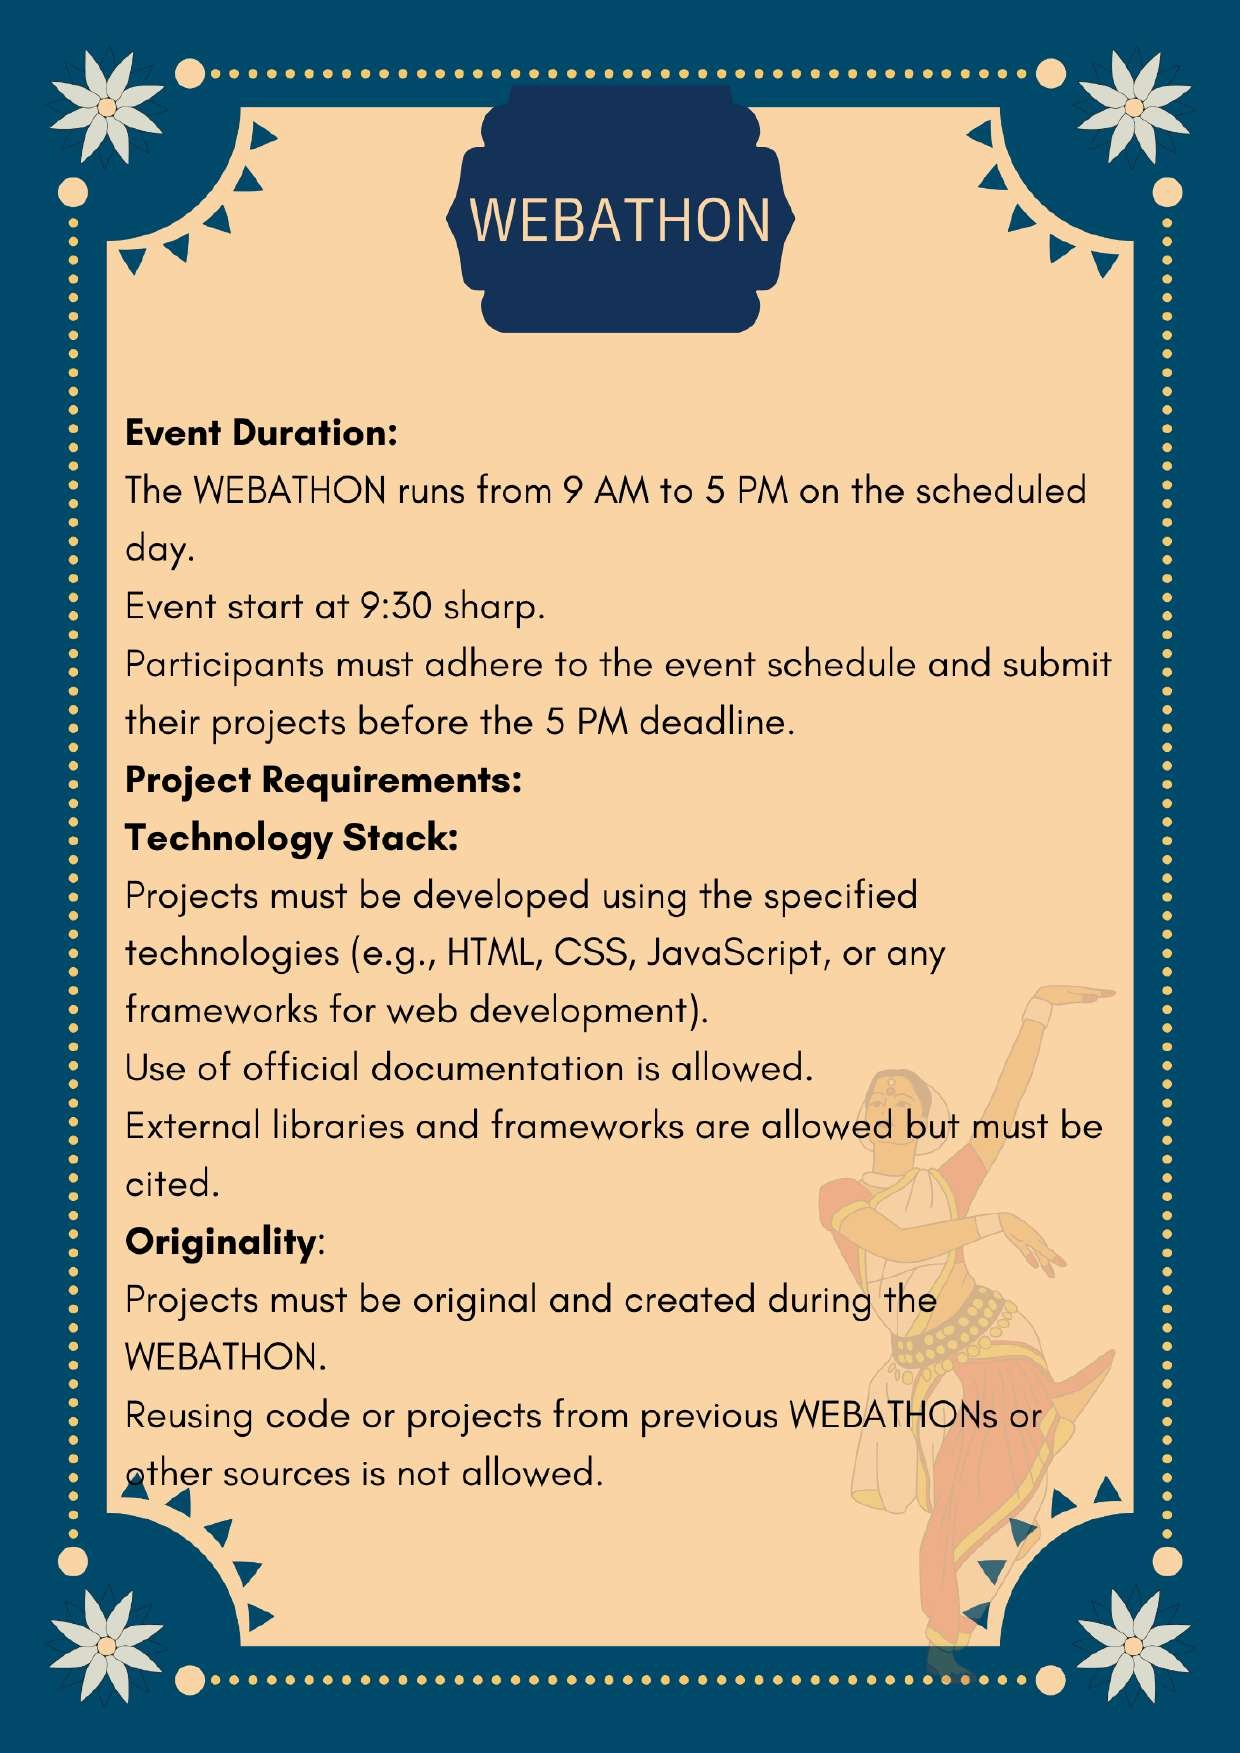 WEBATHON
Event Duration:
The WEBATHON runs from 9 AM to 5 PM on the scheduled
day.
Event start at 9:30 sharp.
Participants must adhere to the event schedule and submit
their projects before the 5 PM deadline.
Project Requirements:
Technology Stack:
Projects must be developed using the specified
technologies (e.g., HTML, CSS, JavaScript, or any
frameworks for web development).
Use of official documentation is allowed.
External libraries and frameworks are allowed but must be
cited.
Originality:
Projects must be original and created during the
WEBATHON.
Reusing code or projects from previous WEBATHONs or
other sources is not allowed.